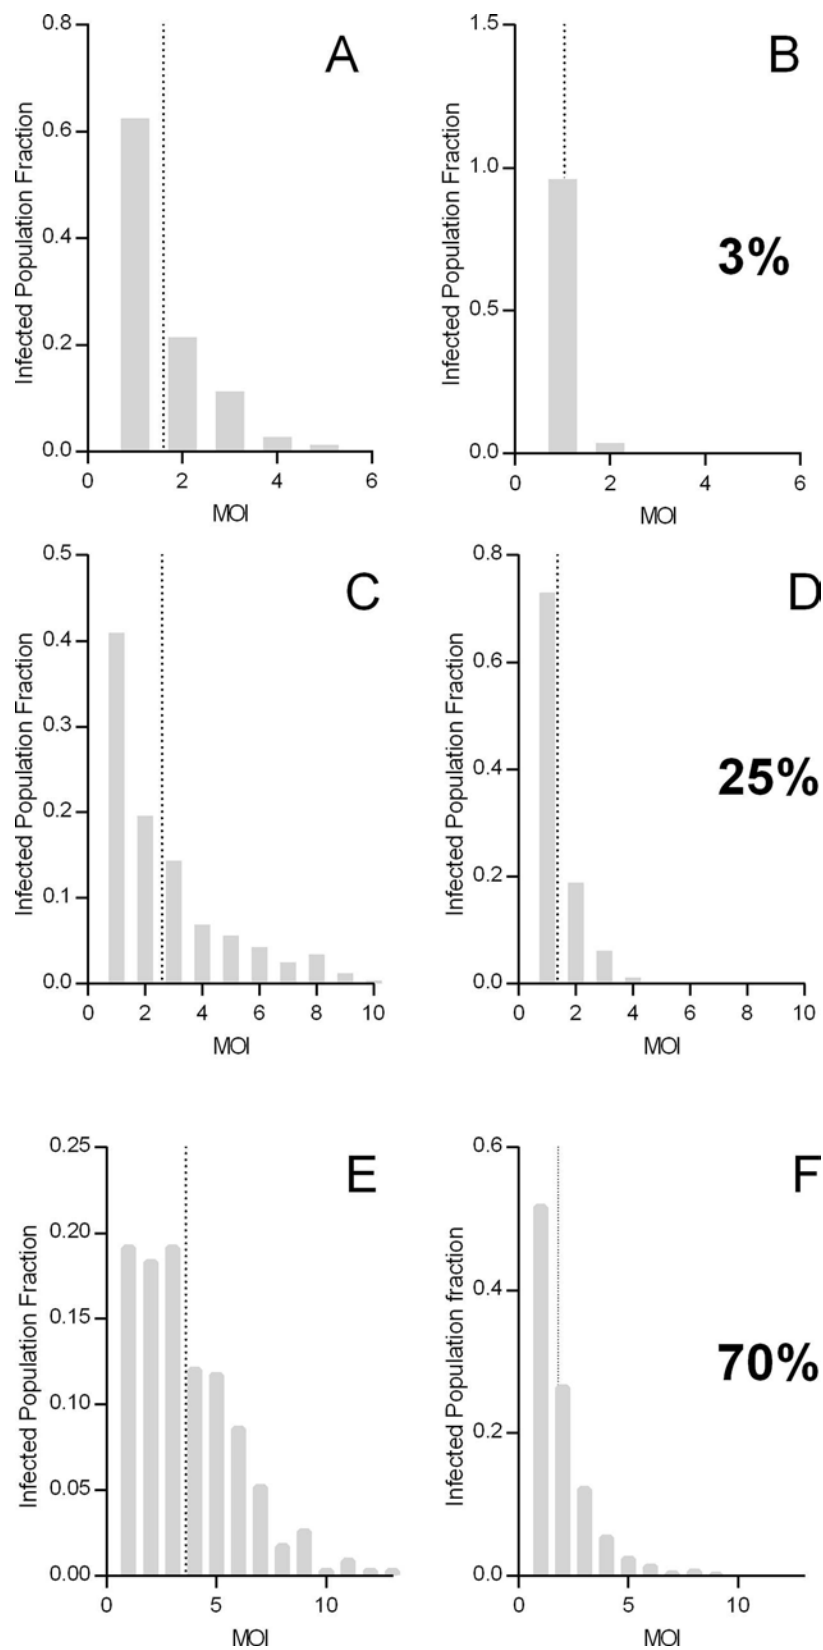 A
Infected Population Fraction
0.8
0.6
0.4
0.2
0.0
0 2 4 6
MOI
B
Infected Population Fraction
1.5
1.0
0.5
0.0
3%
0 2 4 6
MOI
C
Infected Population Fraction
0.5
0.4
0.3
0.2
0.1
0.0
0 2 4 6 8 10
MOI
D
Infected Population Fraction
0.8
0.6
0.4
0.2
0.0
25%
0 2 4 6 8 10
MOI
E
Infected Population Fraction
0.25
0.20
0.15
0.10
0.05
0.00
0 5 10
MOI
F
Infected Population fraction
0.6
0.4
0.2
0.0
70%
0 5 10
MOI